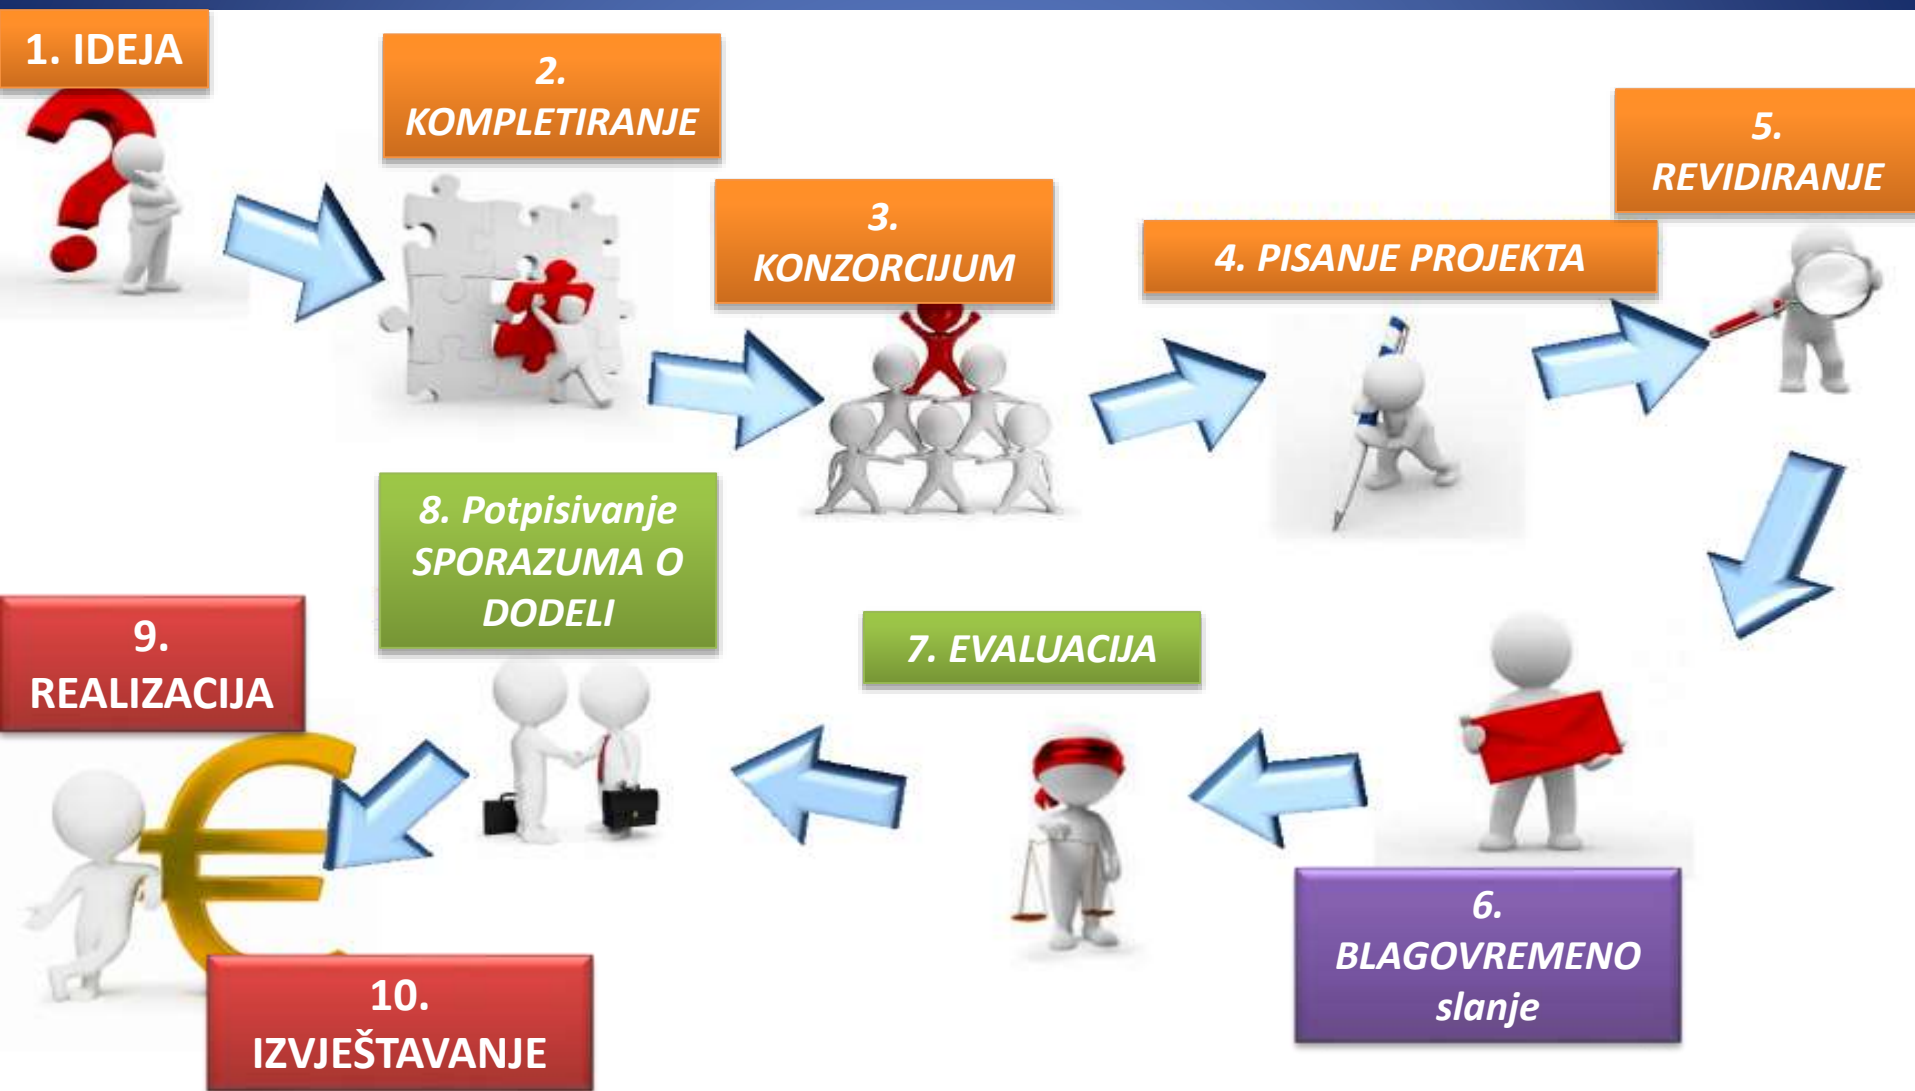 1. IDEJA
2.
KOMPLETIRANJE
3.
KONZORCIJUM
4. PISANJE PROJEKTA
5.
REVIDIRANJE
6.
BLAGOVREMENO
slanje
7. EVALUACIJA
8. Potpisivanje
SPORAZUMA O
DODELI
9.
REALIZACIJA
10.
IZVJEŠTAVANJE